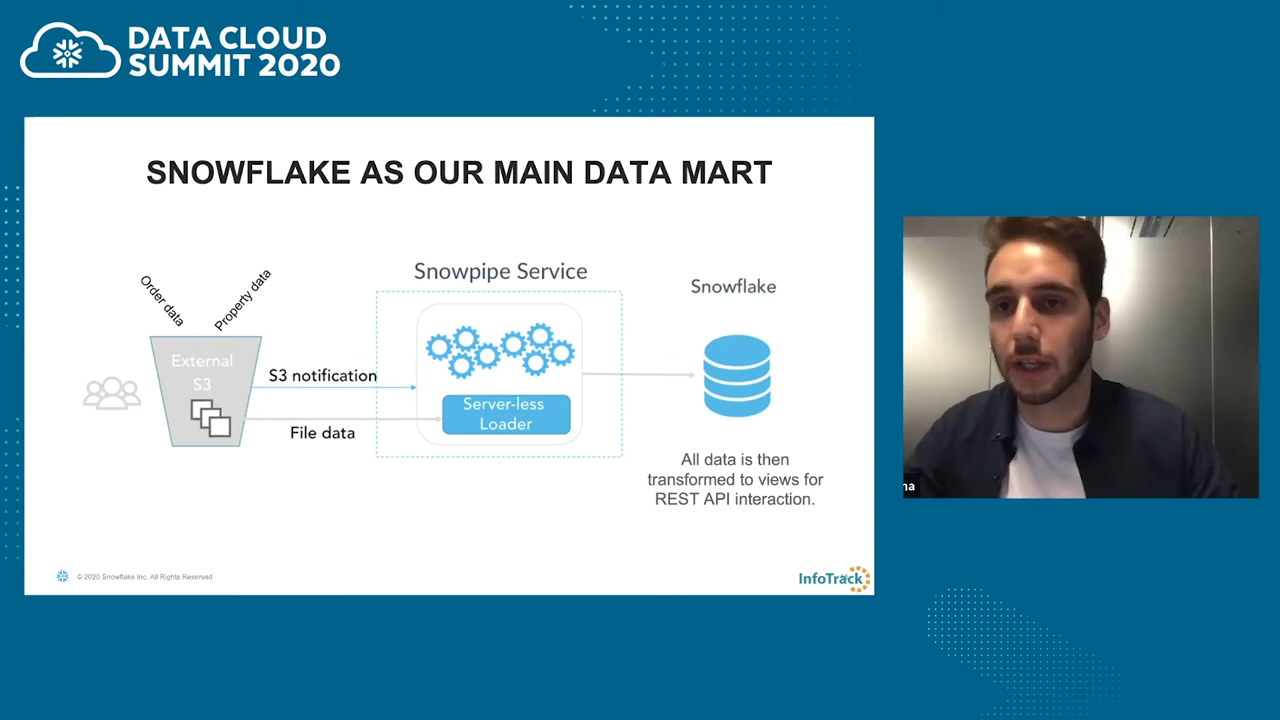 DATA CLOUD
SUMMIT 2020
SNOWFLAKE AS OUR MAIN DATA MART
Order data
Property data
External
S3
S3 notification
File data
Snowpipe Service
Server-less
Loader
Snowflake
All data is then
transformed to views for
REST API interaction.
© 2020 Snowflake Inc. All Rights Reserved
InfoTrack
na